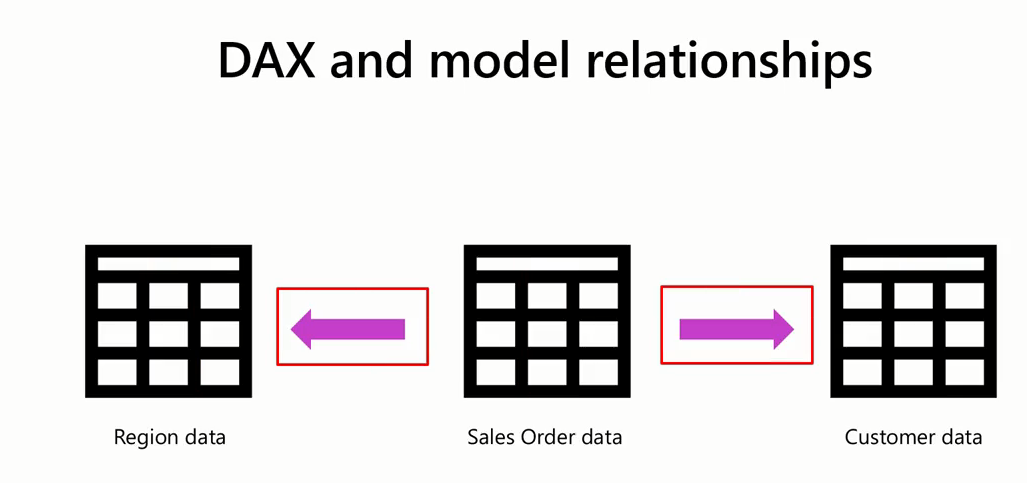 DAX and model relationships
Region data
Sales Order data
Customer data